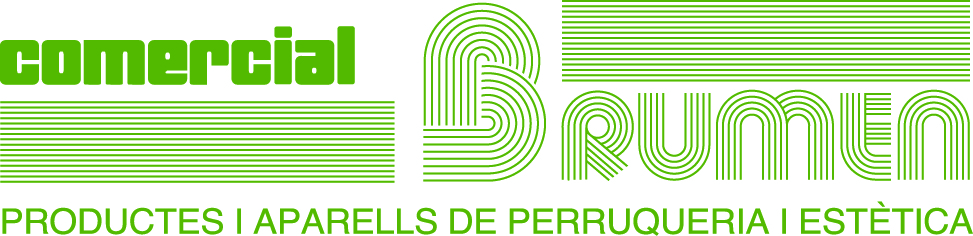 comercial BRUMEN
PRODUCTES I APARELLS DE PERRUQUERIA I ESTÈTICA